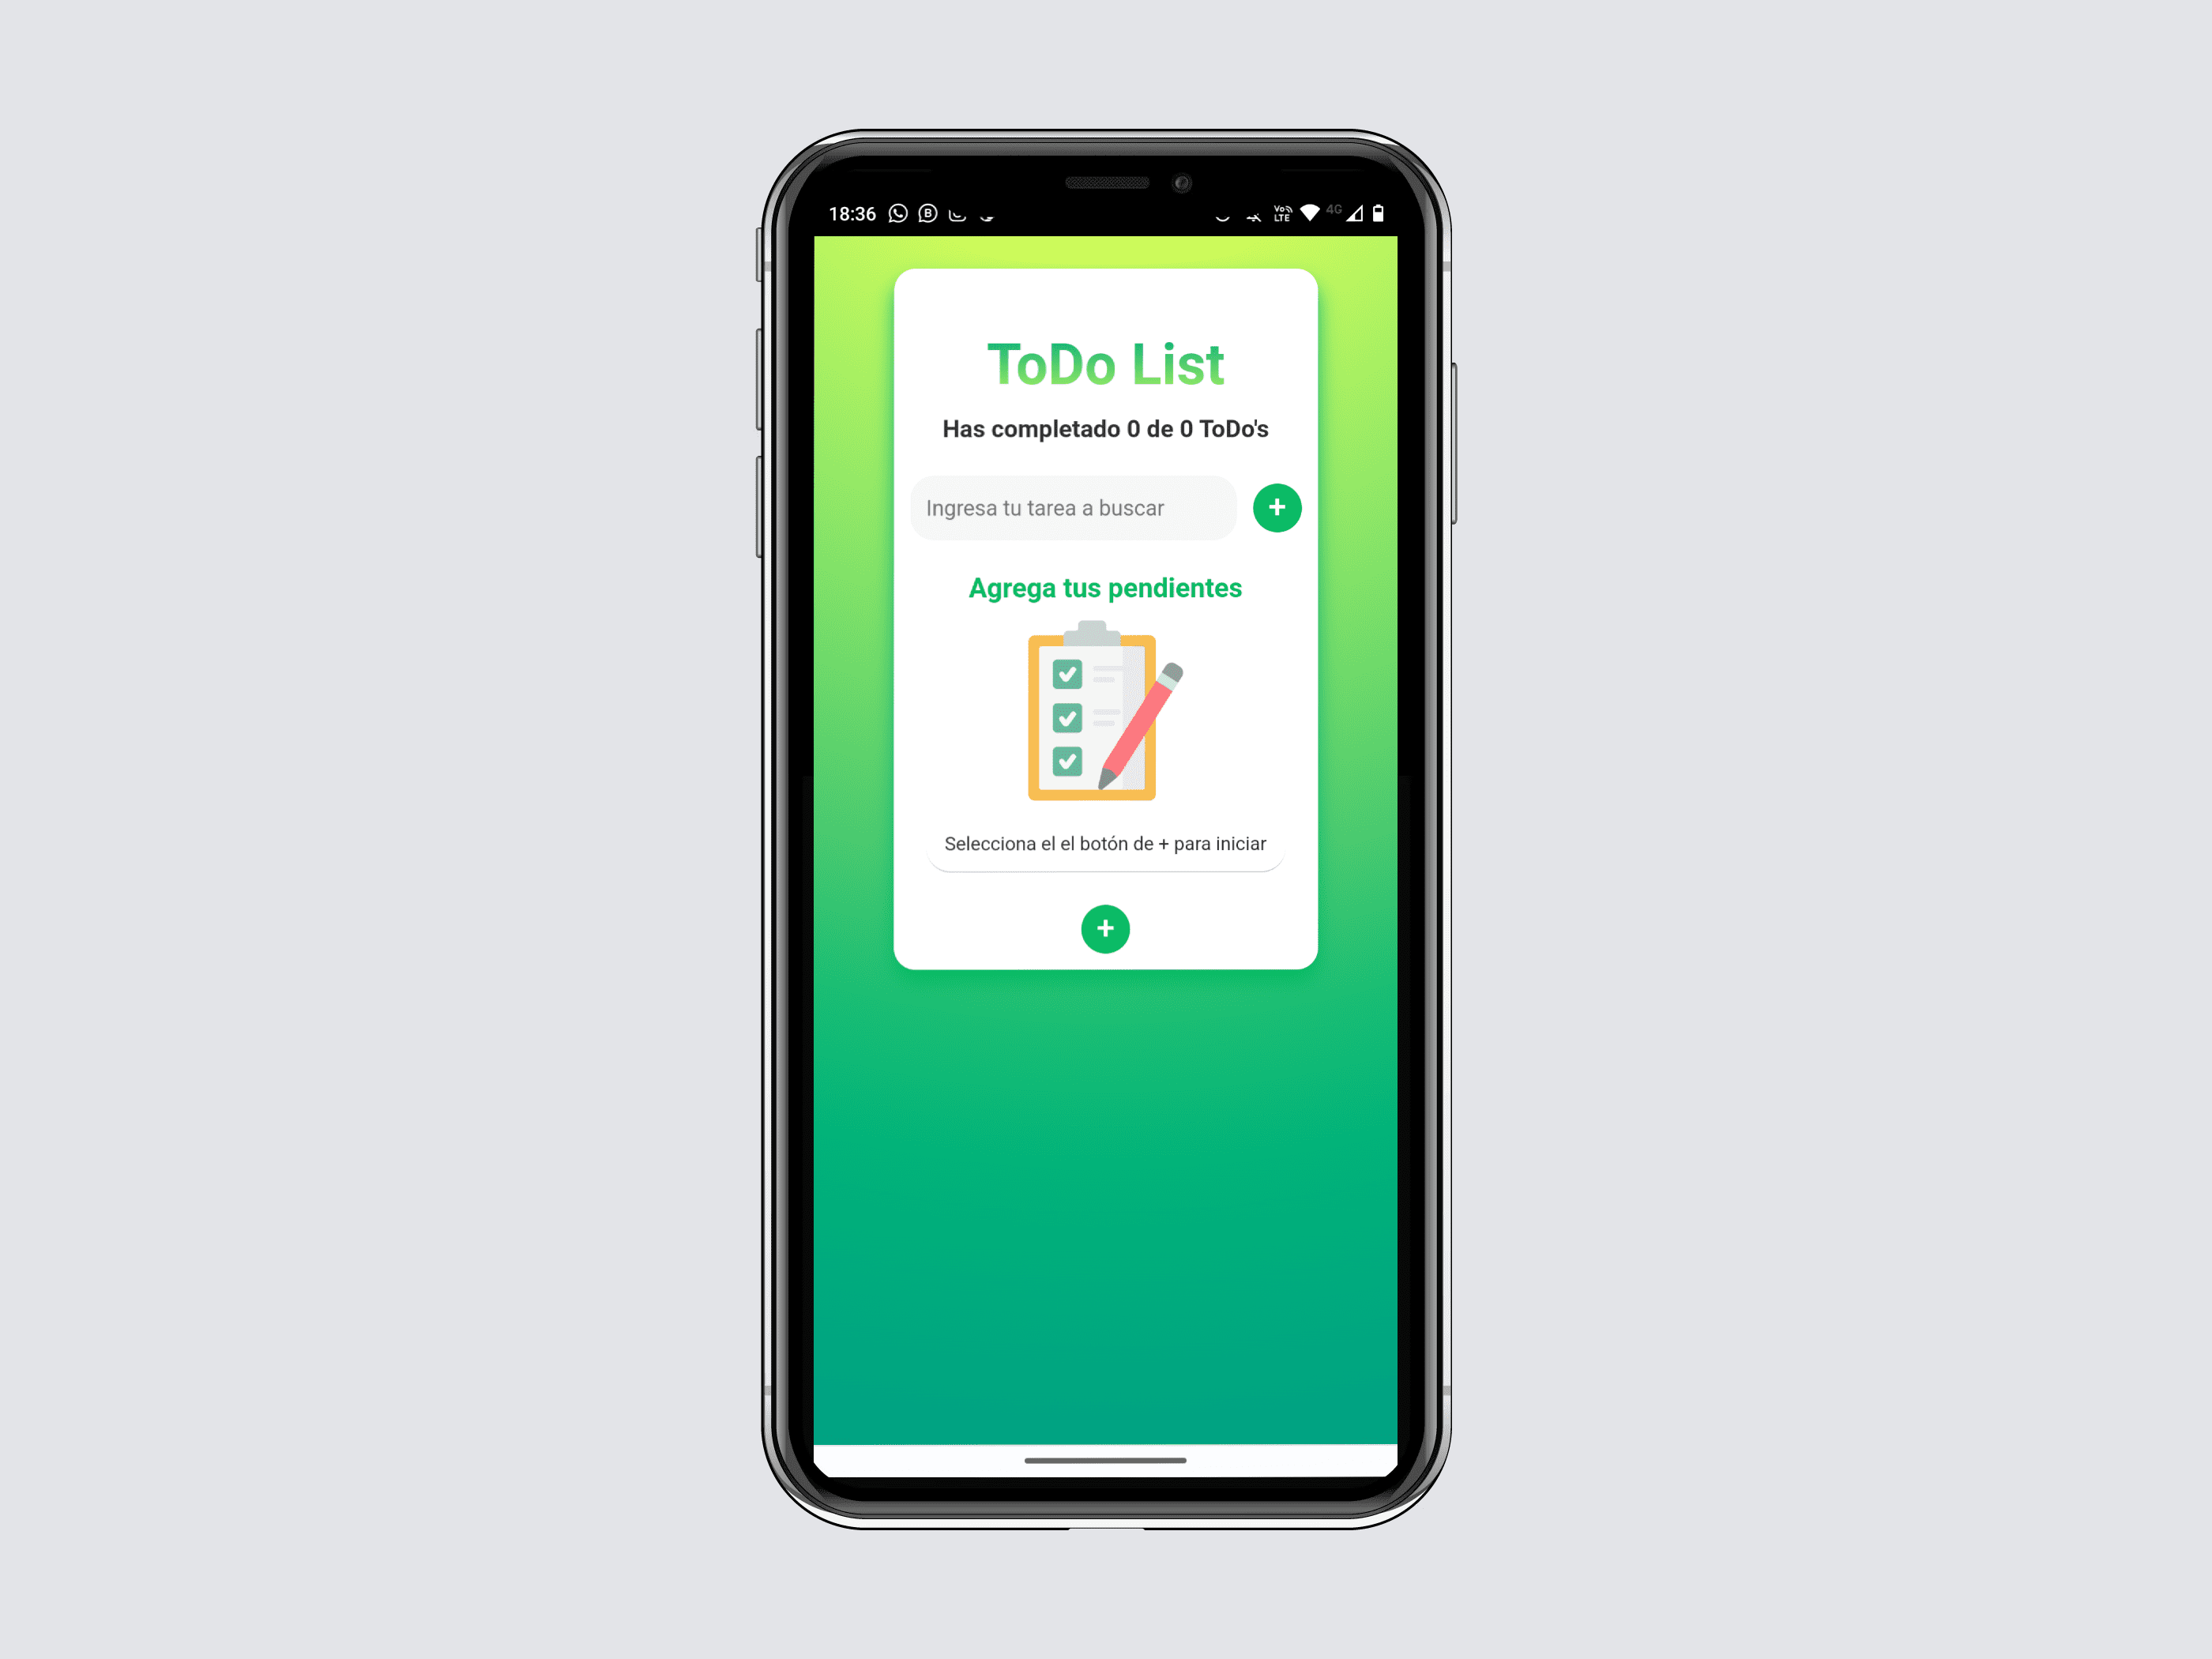 18:36
Vo LTE
4G
ToDo List
Has completado 0 de 0 ToDo's
Ingresa tu tarea a buscar
+
Agrega tus pendientes
Selecciona el el botón de + para iniciar
+